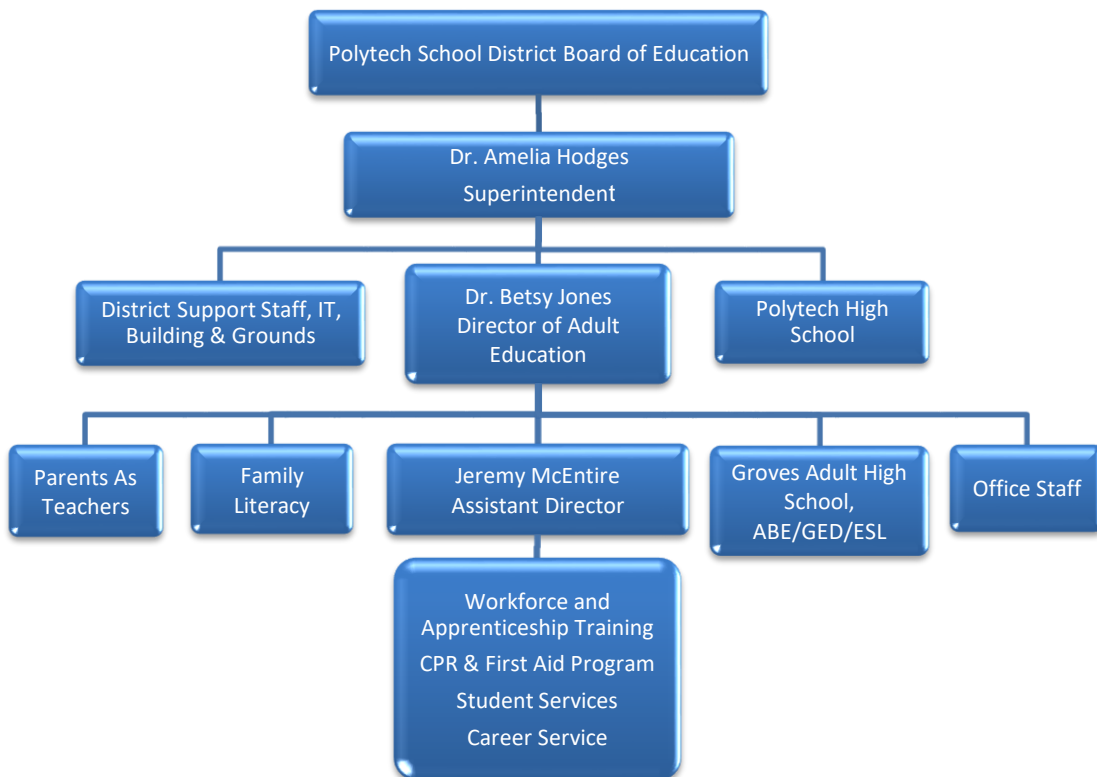 Polytech School District Board of Education
Dr. Amelia Hodges
Superintendent
District Support Staff, IT,
Building & Grounds
Dr. Betsy Jones
Director of Adult
Education
Polytech High
School
Parents As
Teachers
Family
Literacy
Jeremy McEntire
Assistant Director
Groves Adult High
School,
ABE/GED/ESL
Office Staff
Workforce and
Apprenticeship Training
CPR & First Aid Program
Student Services
Career Service